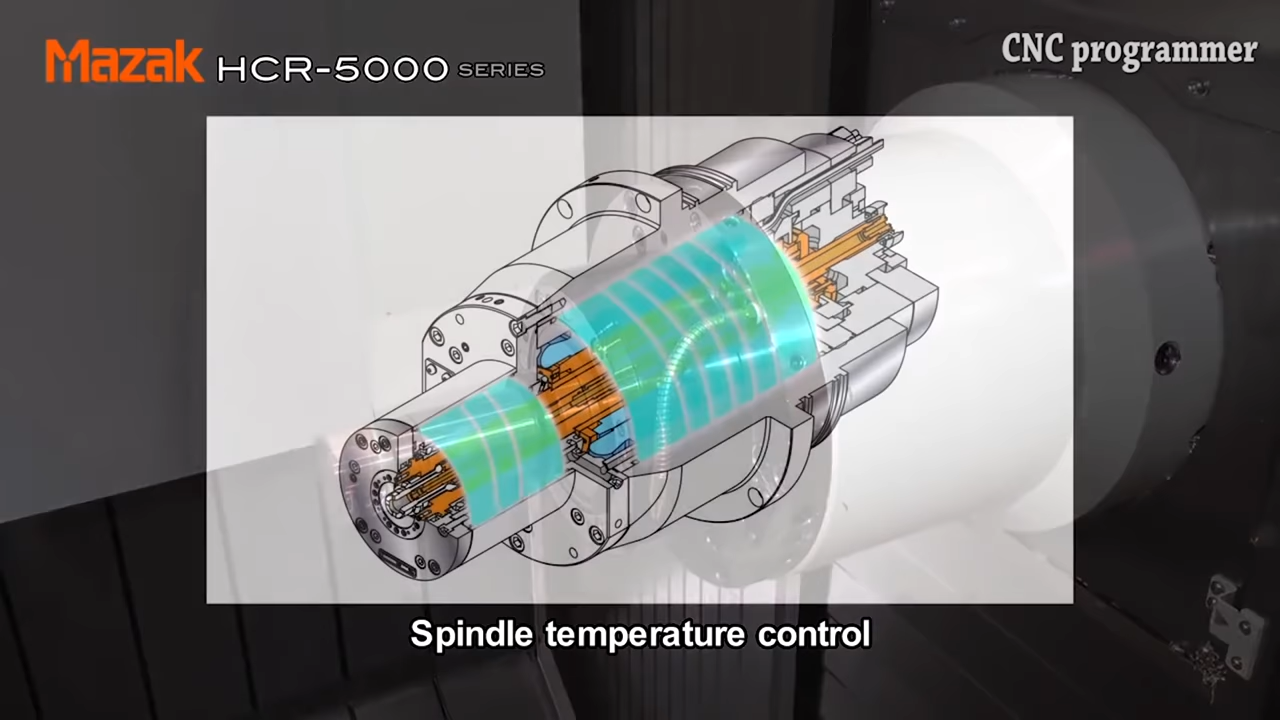 Mazak HCR-5000 SERIES
CNC programmer
Spindle temperature control